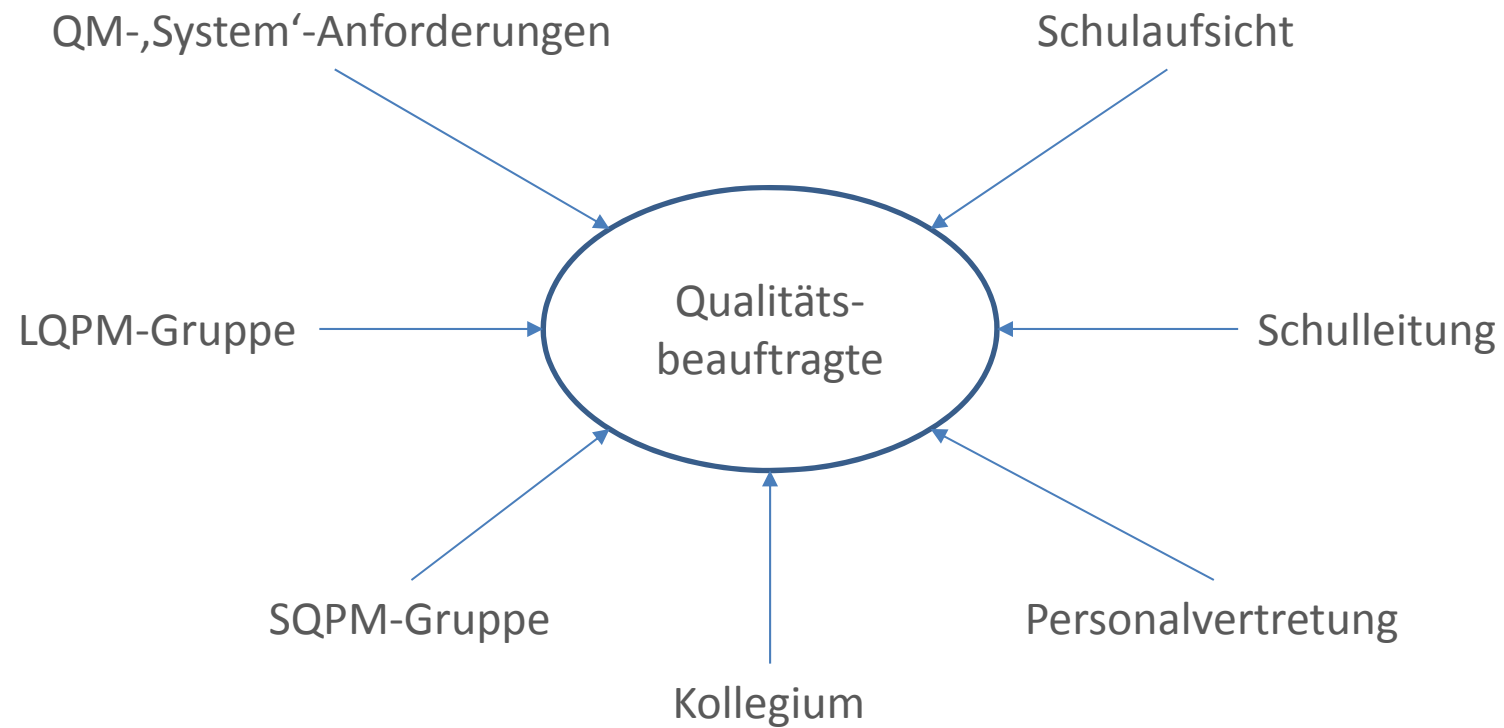 QM-‚System‘-Anforderungen
Schulaufsicht
Qualitäts-
beauftragte
LQPM-Gruppe
Schulleitung
SQPM-Gruppe
Personalvertretung
Kollegium